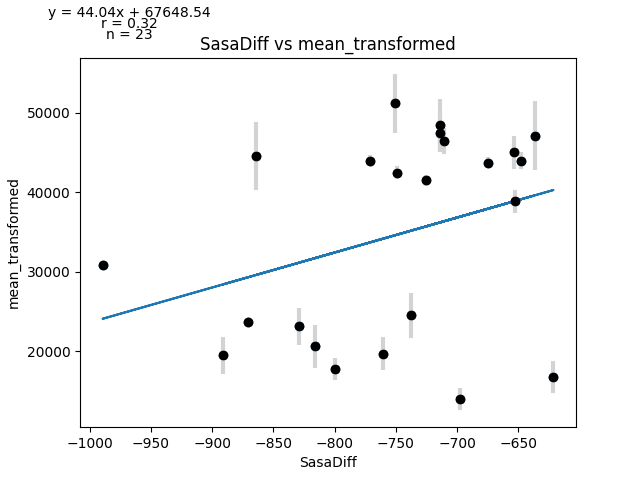 y = 44.04x + 67648.54
r = 0.32
n = 23
SasaDiff vs mean_transformed
mean_transformed
50000
40000
30000
20000
−1000
−950
−900
−850
−800
−750
−700
−650
SasaDiff